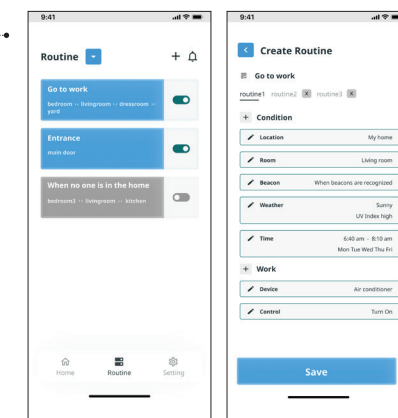 9:41
Routine
Go to work
bedroom ↔ livingroom ↔ dressroom ↔
yard
Entrance
main door
When no one is in the home
bedroom3 ↔ livingroom ↔ kitchen
Home Routine Setting
9:41
Create Routine
Go to work
routine1 routine2 X routine3 X
+ Condition
Location My home
Room Living room
Beacon When beacons are recognized
Weather Sunny
UV Index high
Time 6:40 am - 8:10 am
Mon Tue Wed Thu Fri
+ Work
Device Air conditioner
Control Turn On
Save